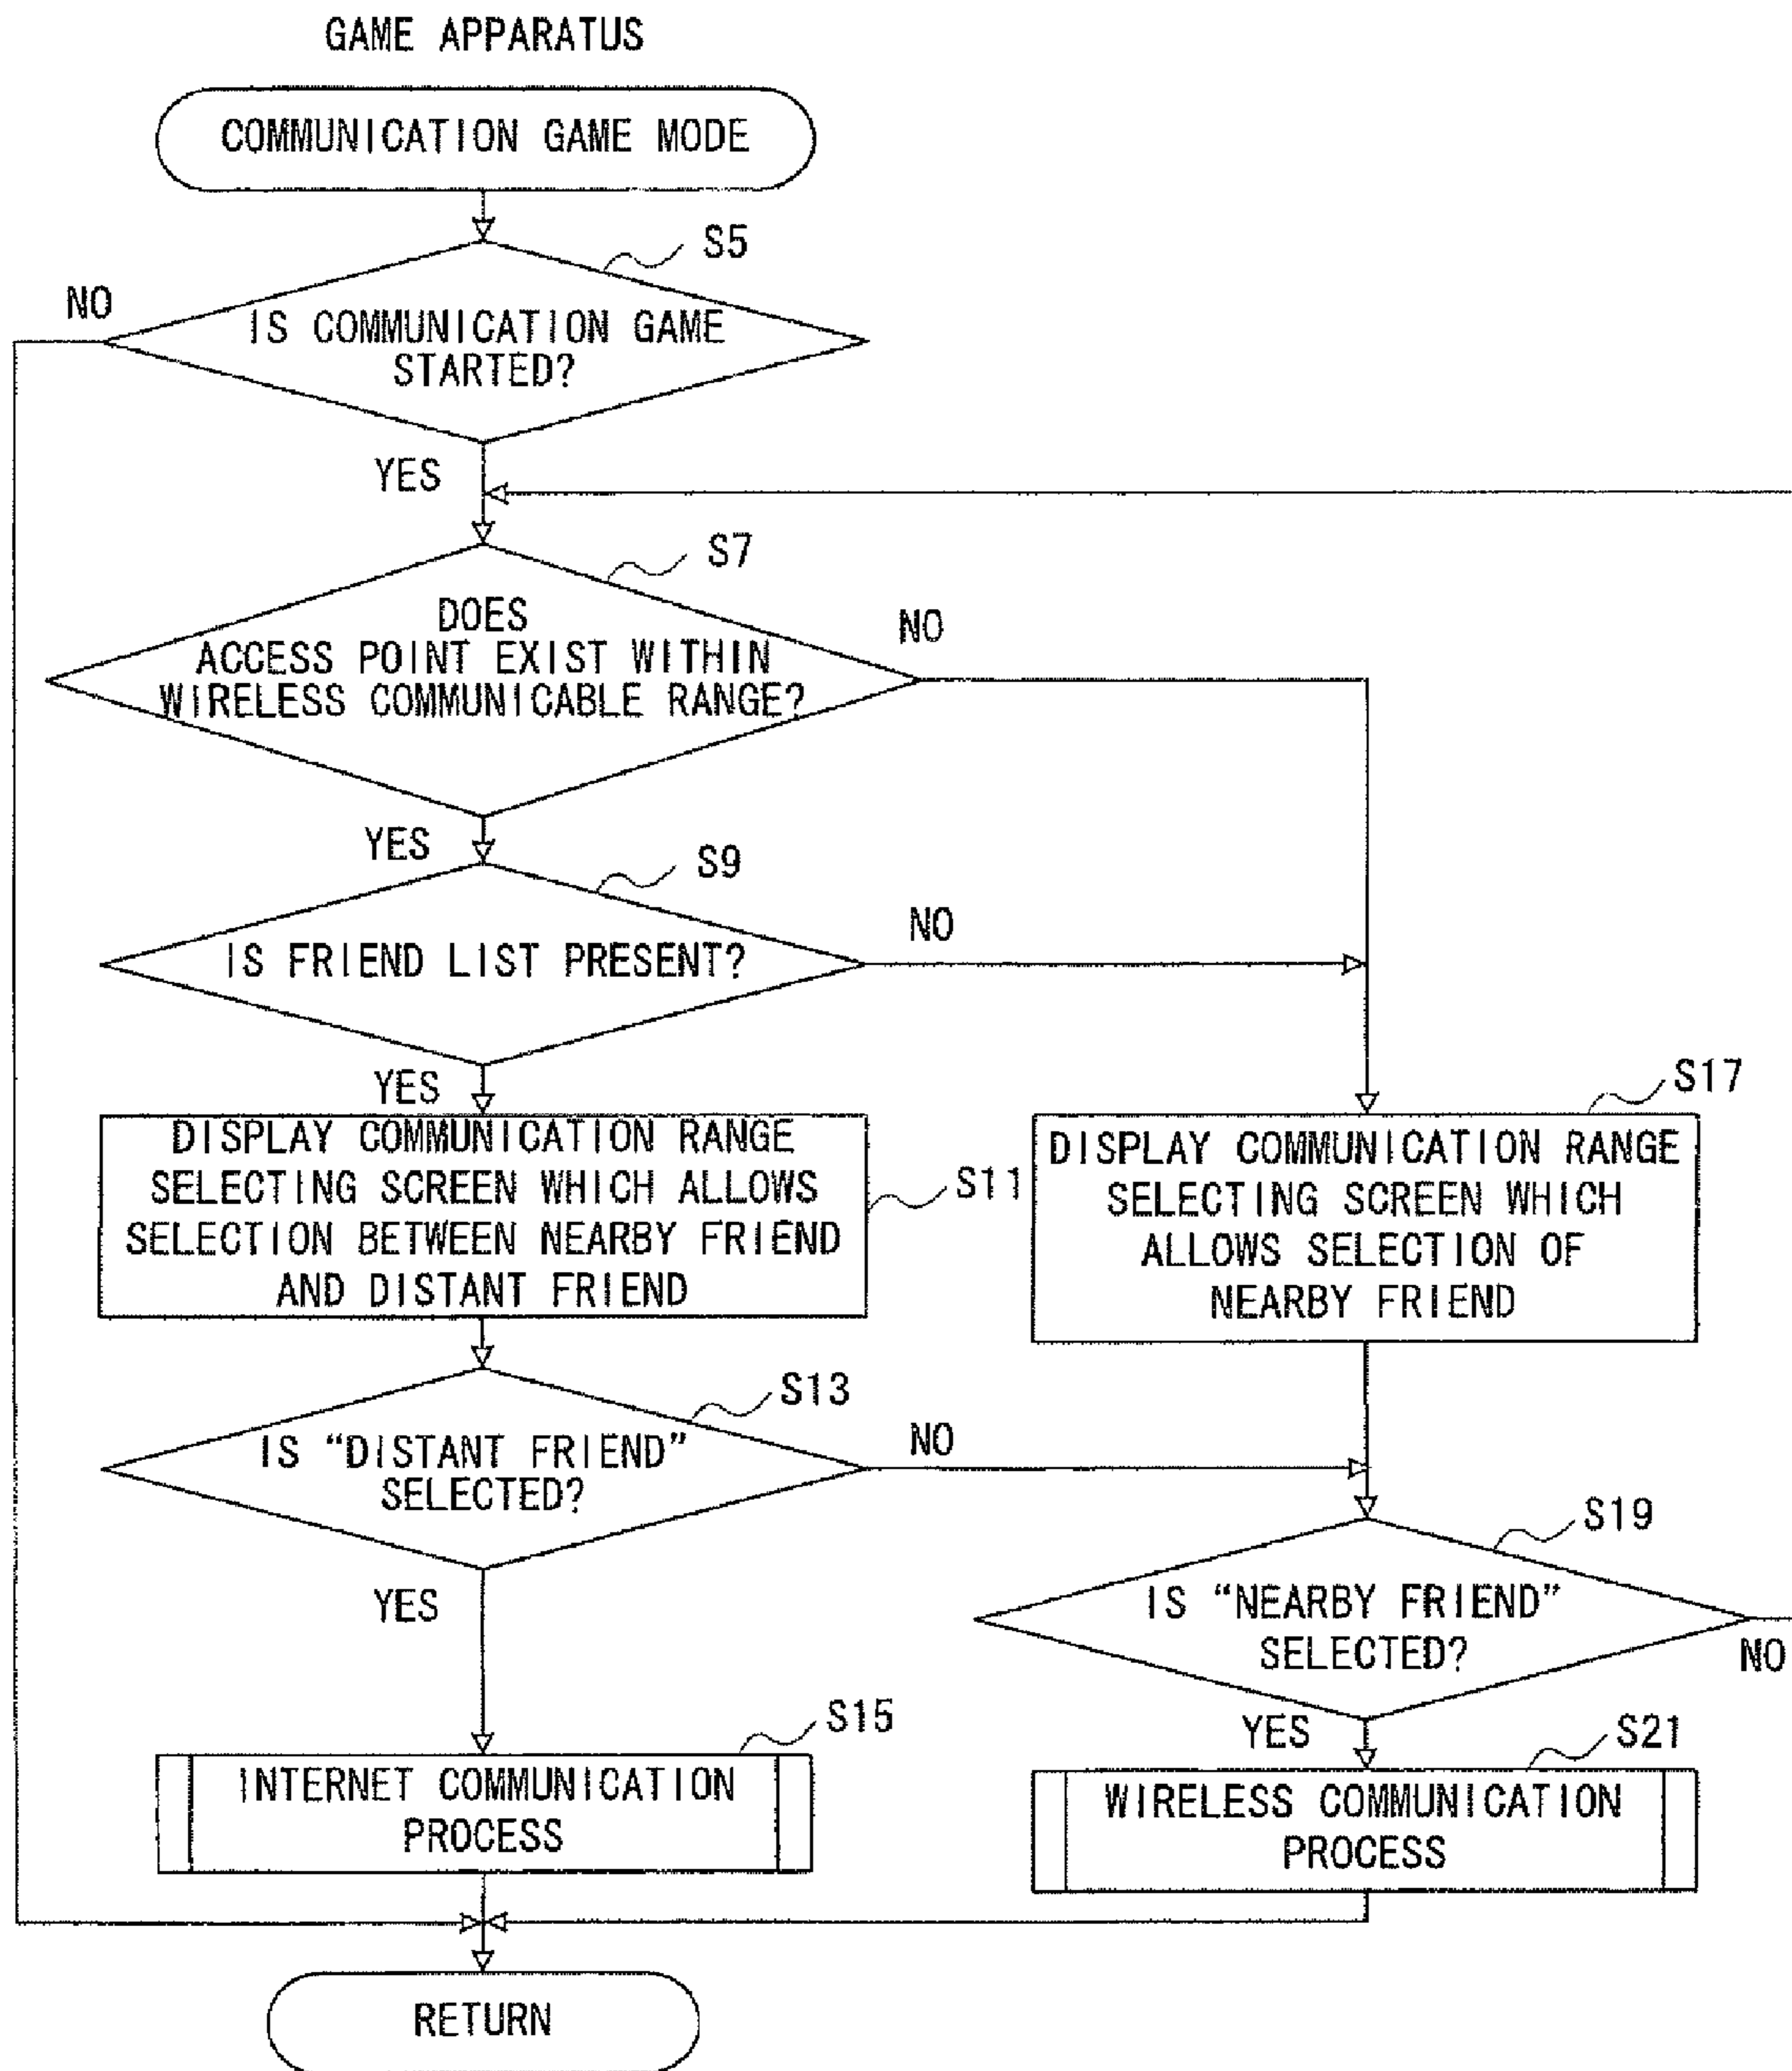 GAME APPARATUS
COMMUNICATION GAME MODE
S5
NO
IS COMMUNICATION GAME
STARTED?
YES
S7
DOES
ACCESS POINT EXIST WITHIN
WIRELESS COMMUNICABLE RANGE?
NO
YES
S9
IS FRIEND LIST PRESENT?
NO
YES
DISPLAY COMMUNICATION RANGE
SELECTING SCREEN WHICH ALLOWS
SELECTION BETWEEN NEARBY FRIEND
AND DISTANT FRIEND
S11
S17
DISPLAY COMMUNICATION RANGE
SELECTING SCREEN WHICH
ALLOWS SELECTION OF
NEARBY FRIEND
S13
IS “DISTANT FRIEND”
SELECTED?
NO
YES
S19
IS “NEARBY FRIEND”
SELECTED?
NO
YES
S15
INTERNET COMMUNICATION
PROCESS
S21
WIRELESS COMMUNICATION
PROCESS
RETURN